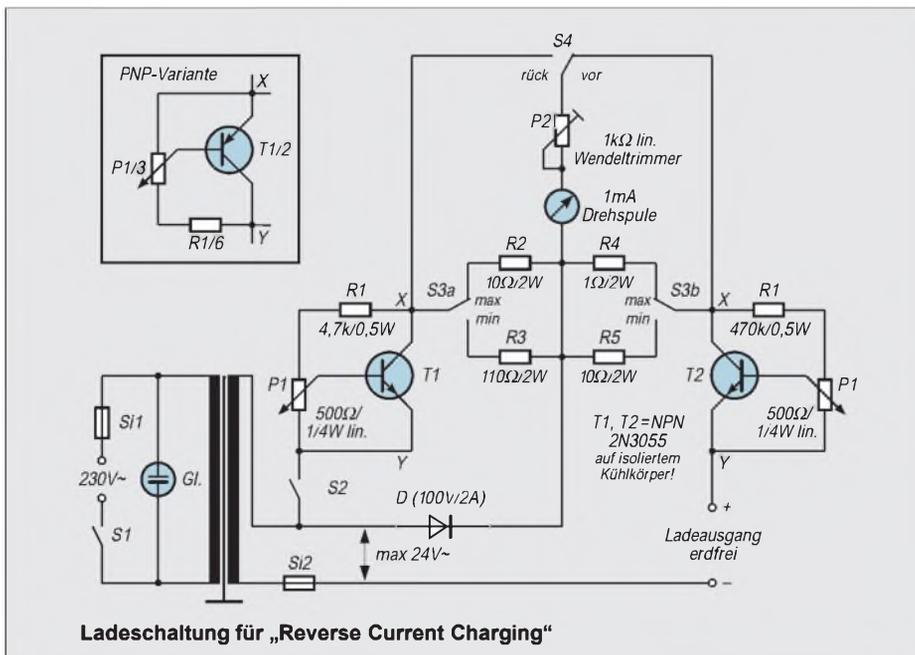 S4
PNP-Variante
rück
vor
X
P2
T1/2
1kΩ lin.
Wendeltrimmer
P1/3
1mA
Drehspule
Y
R1/6
R2
R4
10Ω/2W
1Ω/2W
R1
X
S3a
max
min
max
min
S3b
X
R1
4,7k/0,5W
470k/0,5W
R3
R5
T1
110Ω/2W
10Ω/2W
T2
P1
P1
500Ω/
1/4W lin.
T1, T2=NPN
2N3055
auf isoliertem
Kühlkörper!
500Ω/
1/4W lin.
Si1
Y
Y
230V~
Gl.
S2
D (100V/2A)
+
S1
Ladeausgang
erdfrei
max 24V~
Si2
–
Ladeschaltung für „Reverse Current Charging“